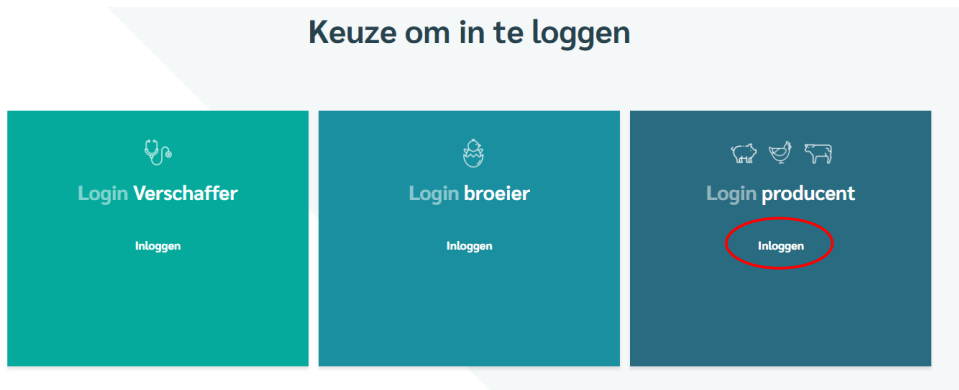 Keuze om in te loggen
Login Verschaffer
Inloggen
Login broeier
Inloggen
Login producent
Inloggen